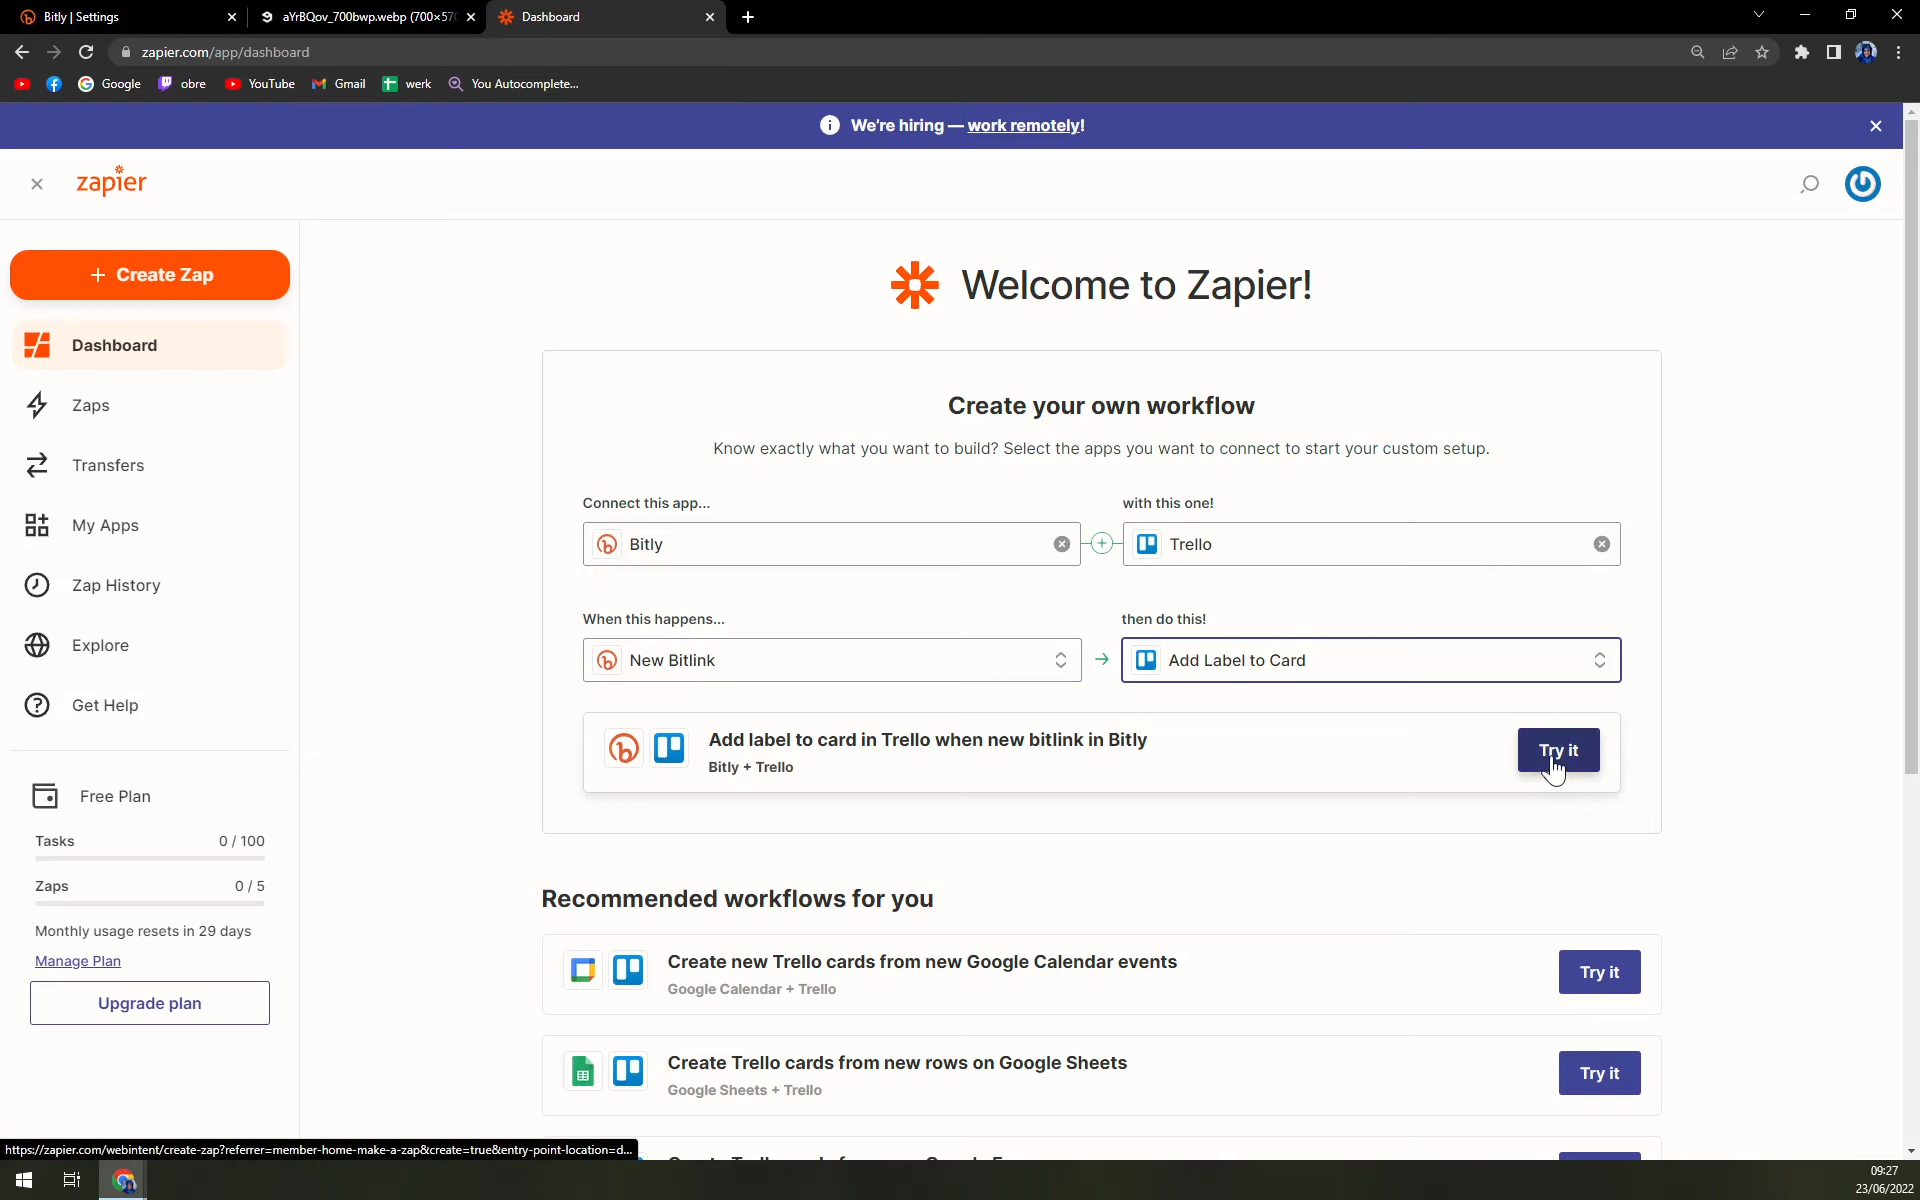 Bitly | Settings
aYrBQov_700bwp.webp (700×57
Dashboard
zapier.com/app/dashboard
Google
obre
YouTube
Gmail
werk
You Autocomplete...
We're hiring — work remotely!
zapier
Create Zap
Dashboard
Zaps
Transfers
My Apps
Zap History
Explore
Get Help
Free Plan
Tasks 0 / 100
Zaps 0 / 5
Monthly usage resets in 29 days
Manage Plan
Upgrade plan
Welcome to Zapier!
Create your own workflow
Know exactly what you want to build? Select the apps you want to connect to start your custom setup.
Connect this app...
with this one!
Bitly
Trello
When this happens...
then do this!
New Bitlink
Add Label to Card
Add label to card in Trello when new bitlink in Bitly
Bitly + Trello
Try it
Recommended workflows for you
Create new Trello cards from new Google Calendar events
Google Calendar + Trello
Try it
Create Trello cards from new rows on Google Sheets
Google Sheets + Trello
Try it
https://zapier.com/webintent/create-zap?referrer=member-home-make-a-zap&create=true&entry-point-location=d...
09:27
23/06/2022